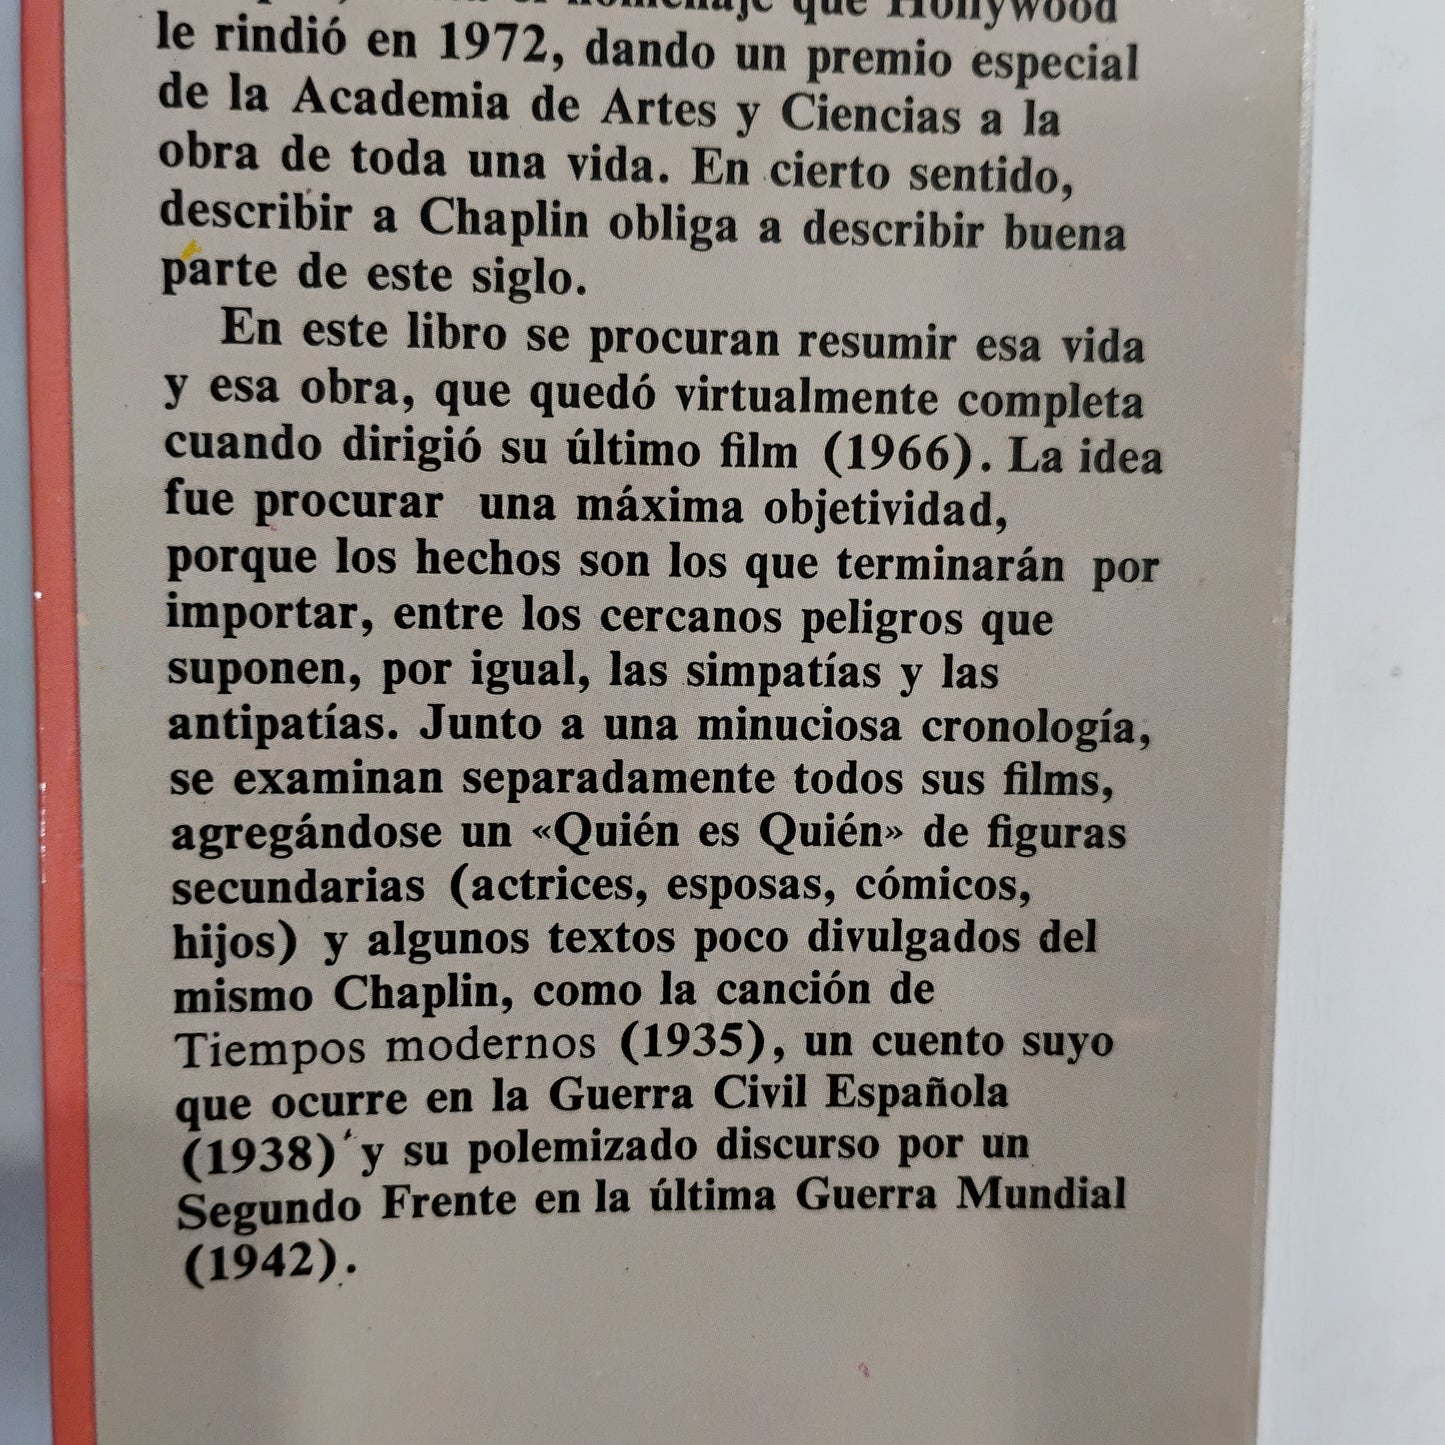 homenaje que Hollywood
le rindió en 1972, dando un premio especial
de la Academia de Artes y Ciencias a la
obra de toda una vida. En cierto sentido,
describir a Chaplin obliga a describir buena
parte de este siglo.
En este libro se procuran resumir esa vida
y esa obra, que quedó virtualmente completa
cuando dirigió su último film (1966). La idea
fue procurar una máxima objetividad,
porque los hechos son los que terminarán por
importar, entre los cercanos peligros que
suponen, por igual, las simpatías y las
antipatías. Junto a una minuciosa cronología,
se examinan separadamente todos sus films,
agregándose un «Quién es Quién» de figuras
secundarias (actrices, esposas, cómicos,
hijos) y algunos textos poco divulgados del
mismo Chaplin, como la canción de
Tiempos modernos (1935), un cuento suyo
que ocurre en la Guerra Civil Española
(1938) y su polemizado discurso por un
Segundo Frente en la última Guerra Mundial
(1942).